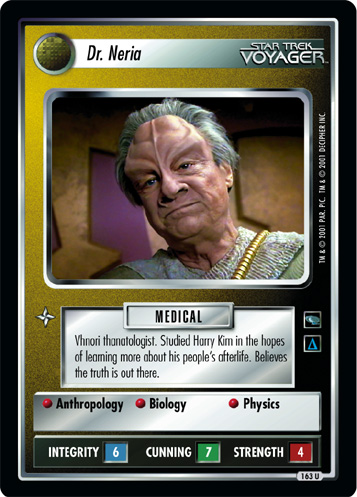 Dr. Neria
STAR TREK
VOYAGER™
TM & © 2001 PAR. PIC. TM & © 2001 DECIPHER INC.
MEDICAL
Vhnori thanatologist. Studied Harry Kim in the hopes
of learning more about his people's afterlife. Believes
the truth is out there.
Anthropology Biology Physics
INTEGRITY 6 CUNNING 7 STRENGTH 4
163 U